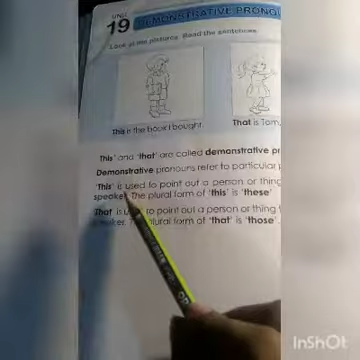 UNIT
19 DEMONSTRATIVE PRONO
Look at the pictures. Read the sentences.
This is the book I bought.
That is Tom.
'This' and 'that' are called demonstrative pr
Demonstrative pronouns refer to particular p
'This' is used to point out a person or thing
speaker. The plural form of 'this' is 'these'
'That' is to point out a person or thing
plural form of 'that' is 'those'.
InShOt